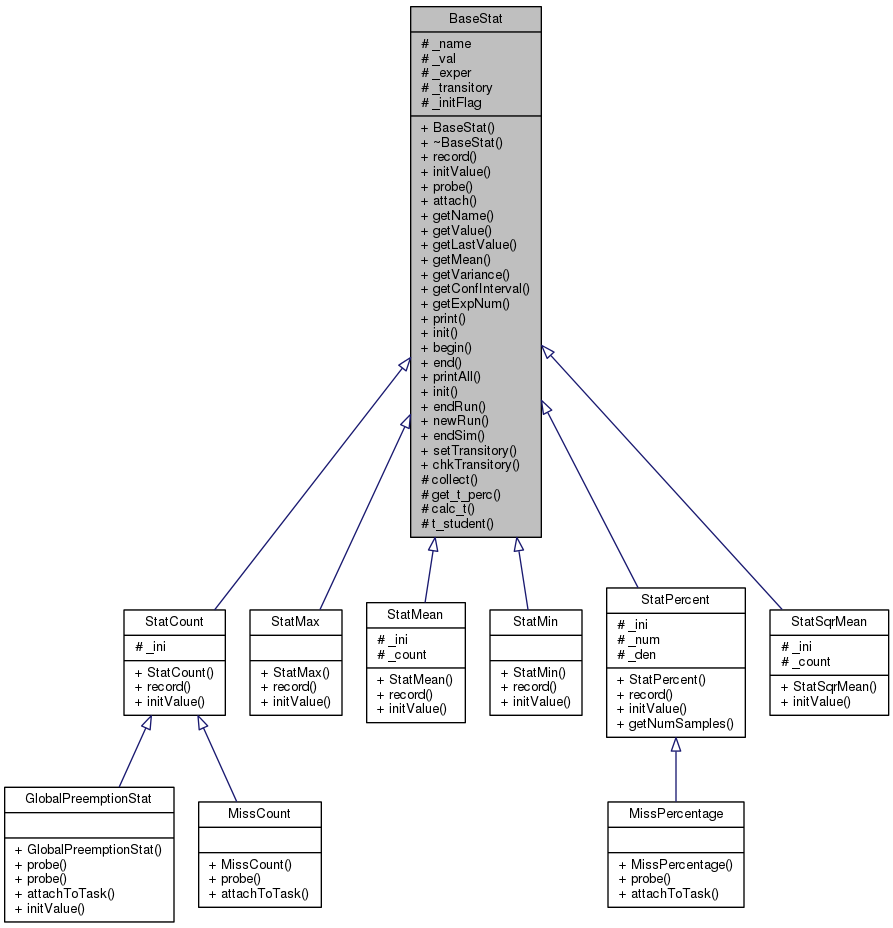 BaseStat
# _name
# _val
# _exper
# _transitory
# _initFlag
+ BaseStat()
+ ~BaseStat()
+ record()
+ initValue()
+ probe()
+ attach()
+ getName()
+ getValue()
+ getLastValue()
+ getMean()
+ getVariance()
+ getConfInterval()
+ getExpNum()
+ print()
+ init()
+ begin()
+ end()
+ printAll()
+ init()
+ endRun()
+ newRun()
+ endSim()
+ setTransitory()
+ chkTransitory()
# collect()
# get_t_perc()
# calc_t()
# t_student()
StatCount
# _ini
+ StatCount()
+ record()
+ initValue()
StatMax
+ StatMax()
+ record()
+ initValue()
StatMean
# _ini
# _count
+ StatMean()
+ record()
+ initValue()
StatMin
+ StatMin()
+ record()
+ initValue()
StatPercent
# _ini
# _num
# _den
+ StatPercent()
+ record()
+ initValue()
+ getNumSamples()
StatSqrMean
# _ini
# _count
+ StatSqrMean()
+ initValue()
GlobalPreemptionStat
+ GlobalPreemptionStat()
+ probe()
+ probe()
+ attachToTask()
+ initValue()
MissCount
+ MissCount()
+ probe()
+ attachToTask()
MissPercentage
+ MissPercentage()
+ probe()
+ attachToTask()